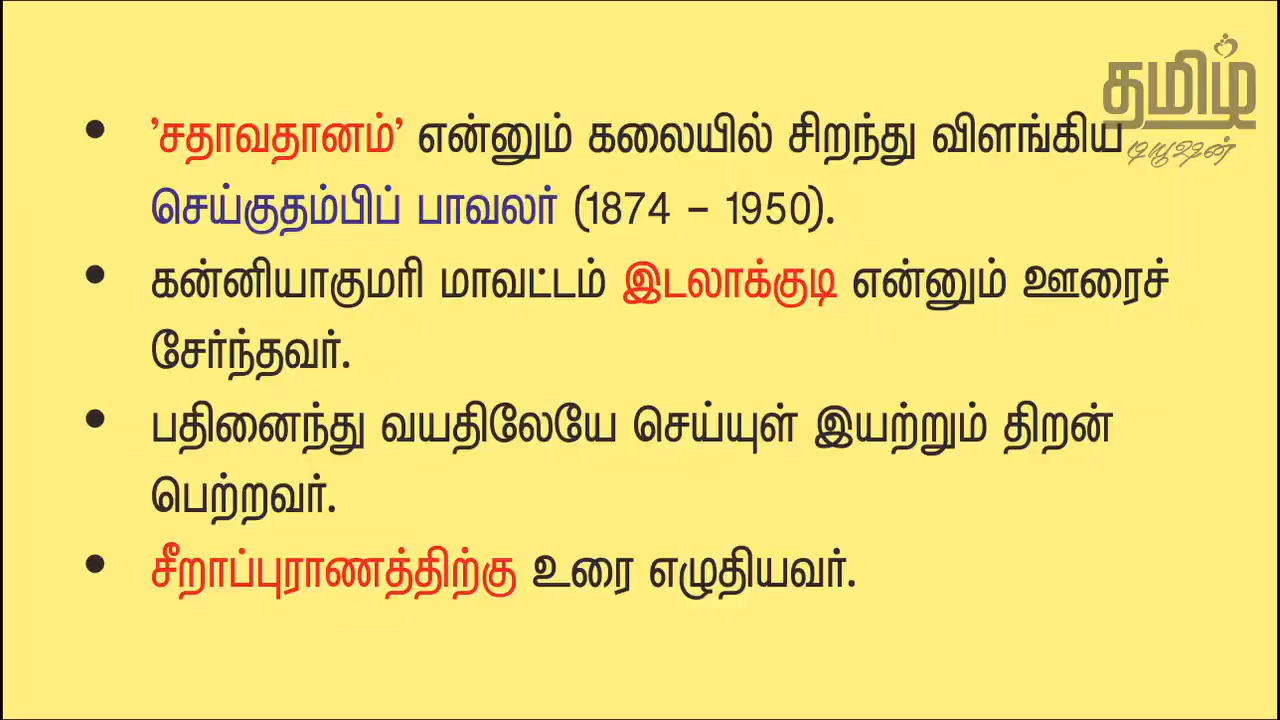 தமிழ்
டியூஷன்
• 'சதாவதானம்' என்னும் கலையில் சிறந்து விளங்கிய
செய்குதம்பிப் பாவலர் (1874 – 1950).
• கன்னியாகுமரி மாவட்டம் இடலாக்குடி என்னும் ஊரைச்
சேர்ந்தவர்.
• பதினைந்து வயதிலேயே செய்யுள் இயற்றும் திறன்
பெற்றவர்.
• சீறாப்புராணத்திற்கு உரை எழுதியவர்.